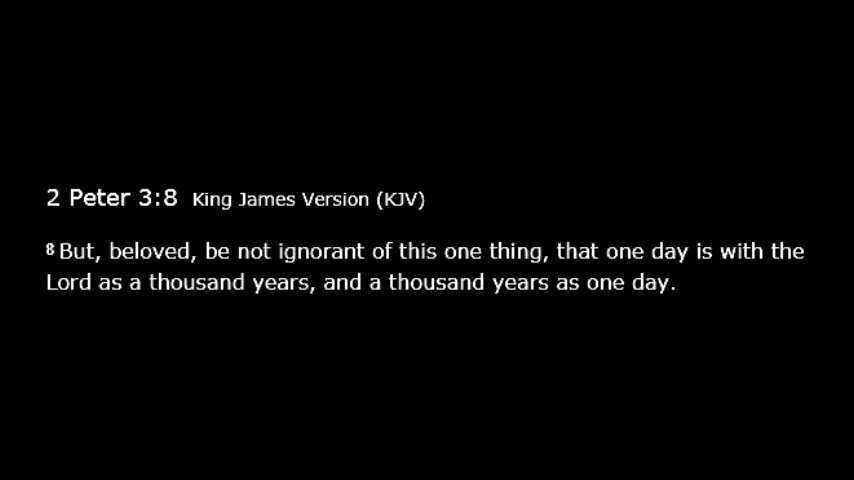 2 Peter 3:8 King James Version (KJV)
8 But, beloved, be not ignorant of this one thing, that one day is with the
Lord as a thousand years, and a thousand years as one day.